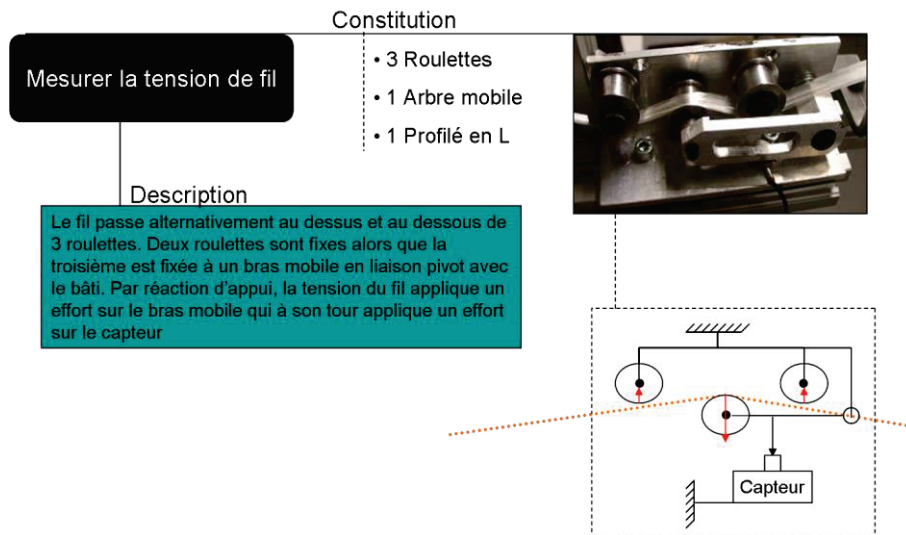 Constitution
Mesurer la tension de fil
• 3 Roulettes
• 1 Arbre mobile
• 1 Profilé en L
Description
Le fil passe alternativement au dessus et au dessous de
3 roulettes. Deux roulettes sont fixes alors que la
troisième est fixée à un bras mobile en liaison pivot avec
le bâti. Par réaction d'appui, la tension du fil applique un
effort sur le bras mobile qui à son tour applique un effort
sur le capteur
Capteur